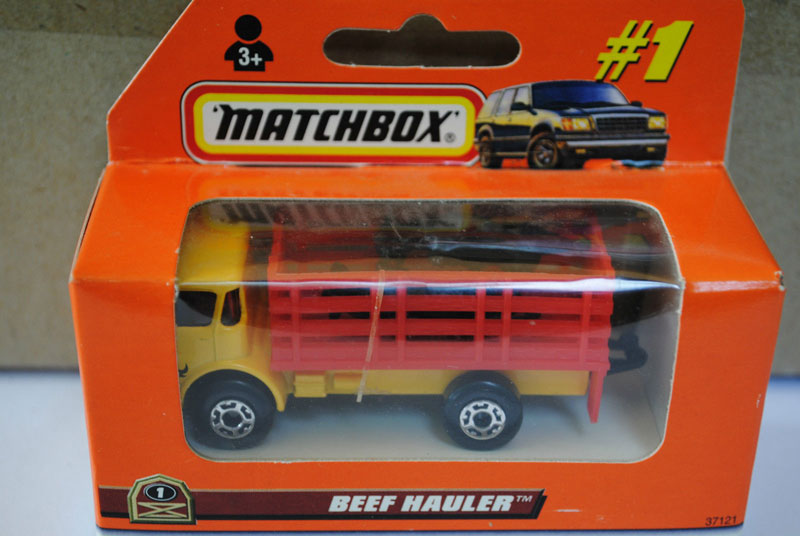 3+
#1
MATCHBOX®
1
BEEF HAULER™
37121